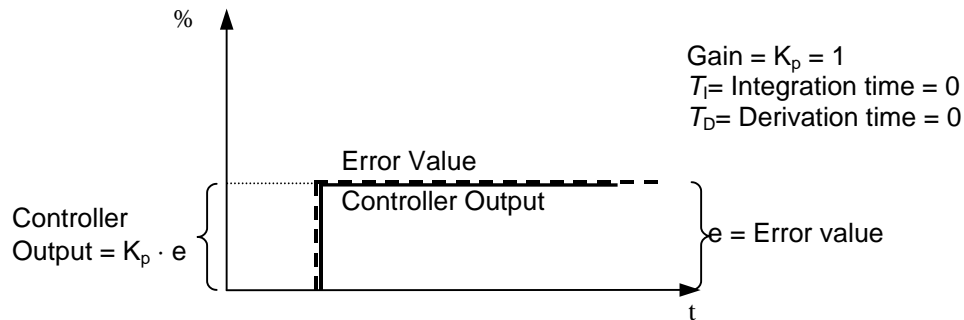 %
Gain = Kp = 1
TI= Integration time = 0
TD= Derivation time = 0
Error Value
Controller Output
Controller
Output = Kp · e
e = Error value
t